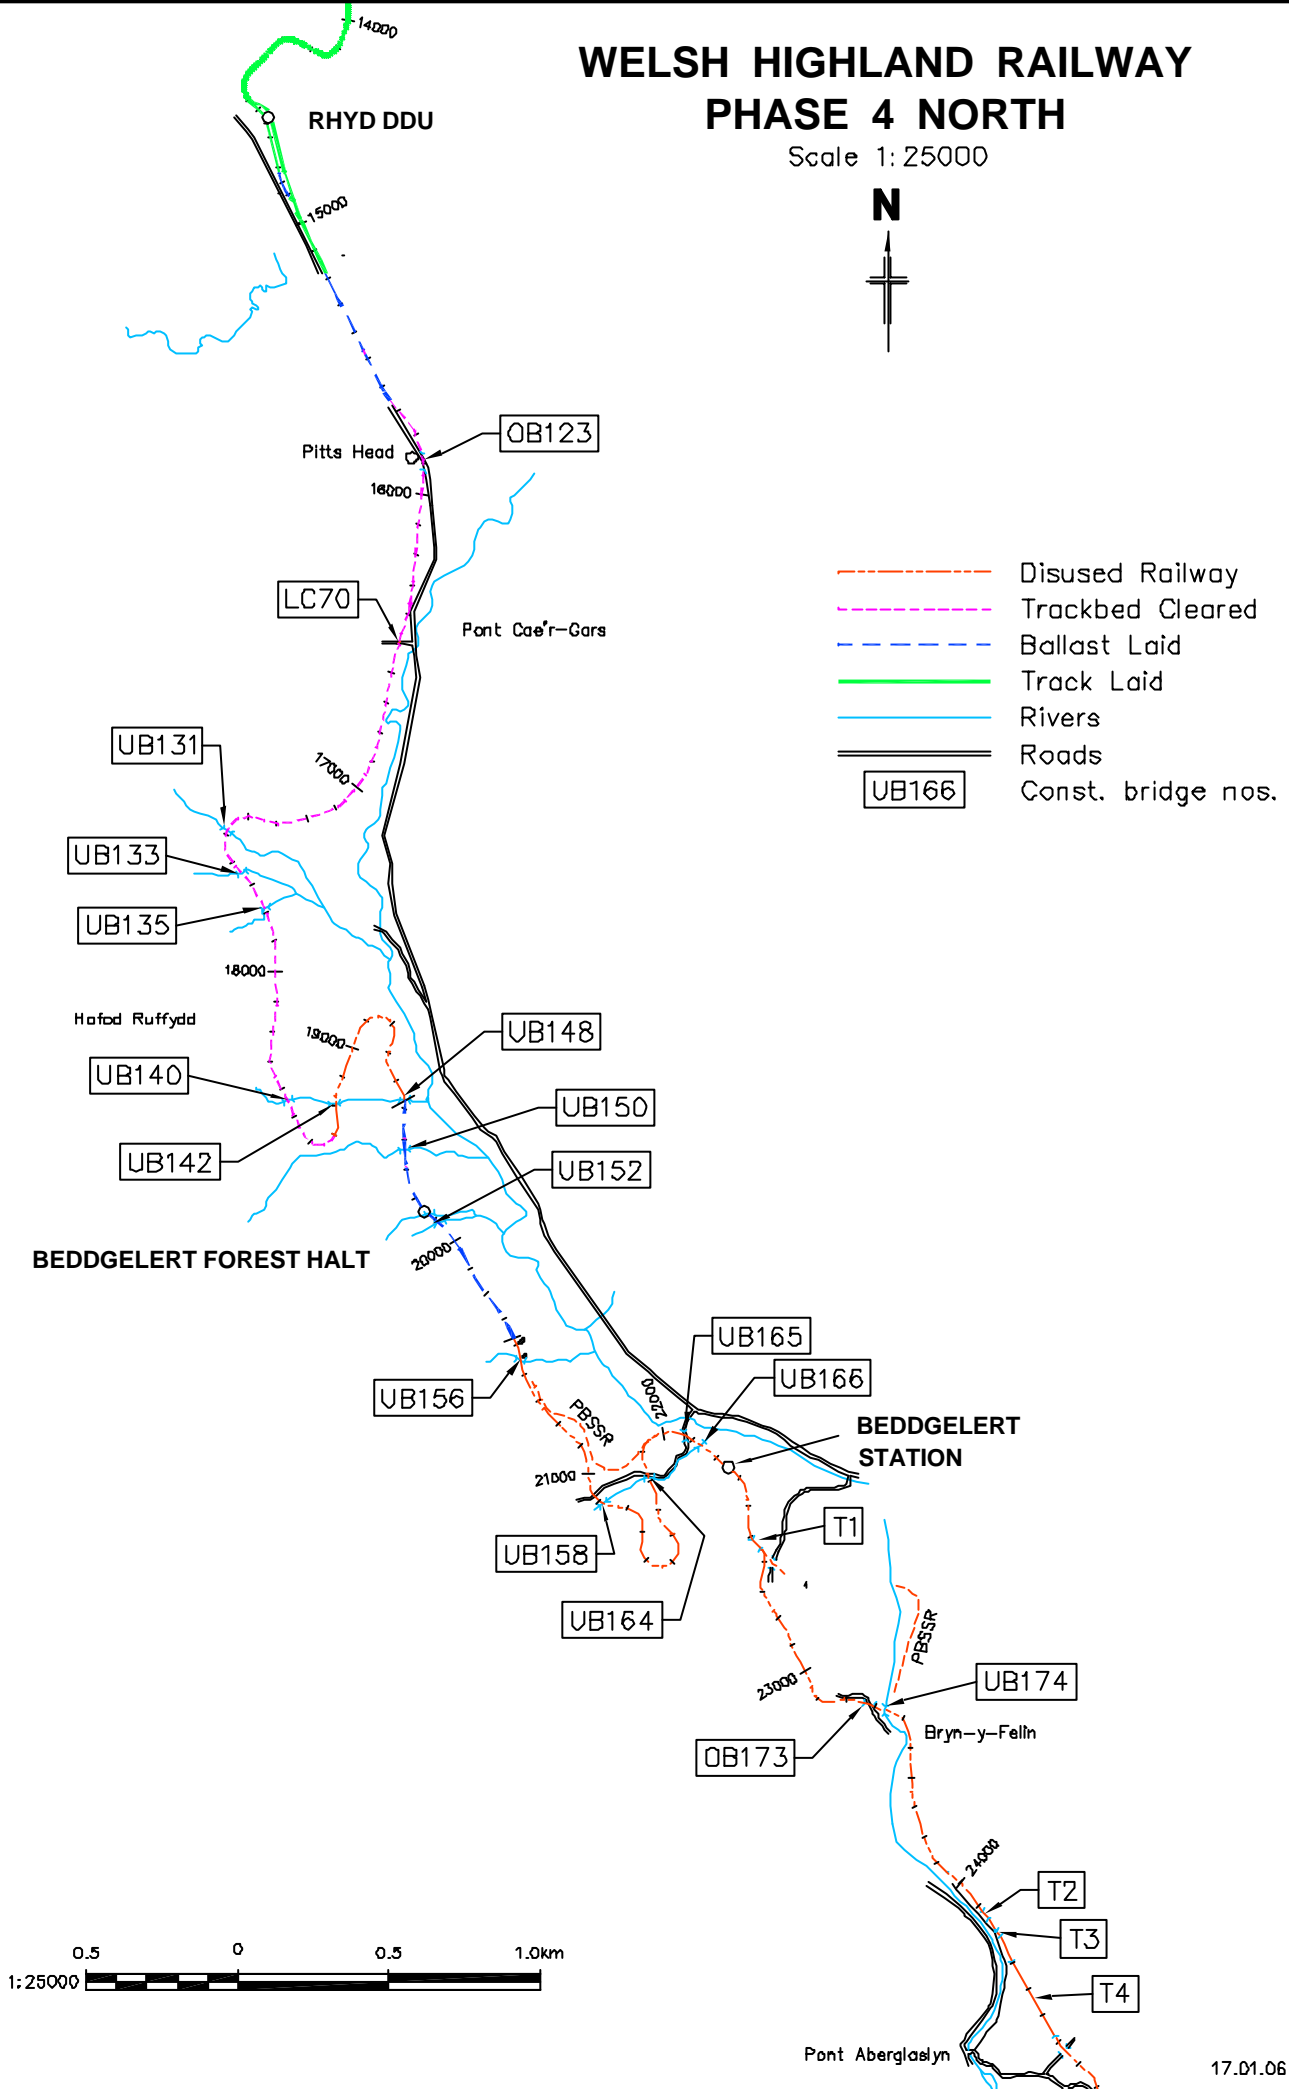 14000
WELSH HIGHLAND RAILWAY
PHASE 4 NORTH
Scale 1:25000
N
RHYD DDU
15000
OB123
Pitts Head
16000
LC70
Pont Cae'r-Gars
Disused Railway
Trackbed Cleared
Ballast Laid
Track Laid
Rivers
Roads
UB166
Const. bridge nos.
UB131
17000
UB133
UB135
18000
Hafod Ruffydd
19000
UB148
UB140
UB150
UB142
UB152
20000
BEDDGELERT FOREST HALT
UB165
UB166
UB156
22000
PBSSR
BEDDGELERT
STATION
21000
T1
UB158
UB164
PBSSR
23000
UB174
Bryn-y-Felin
OB173
24000
T2
T3
T4
0.5 0 0.5 1.0km
1:25000
Pont Aberglaslyn
17.01.06